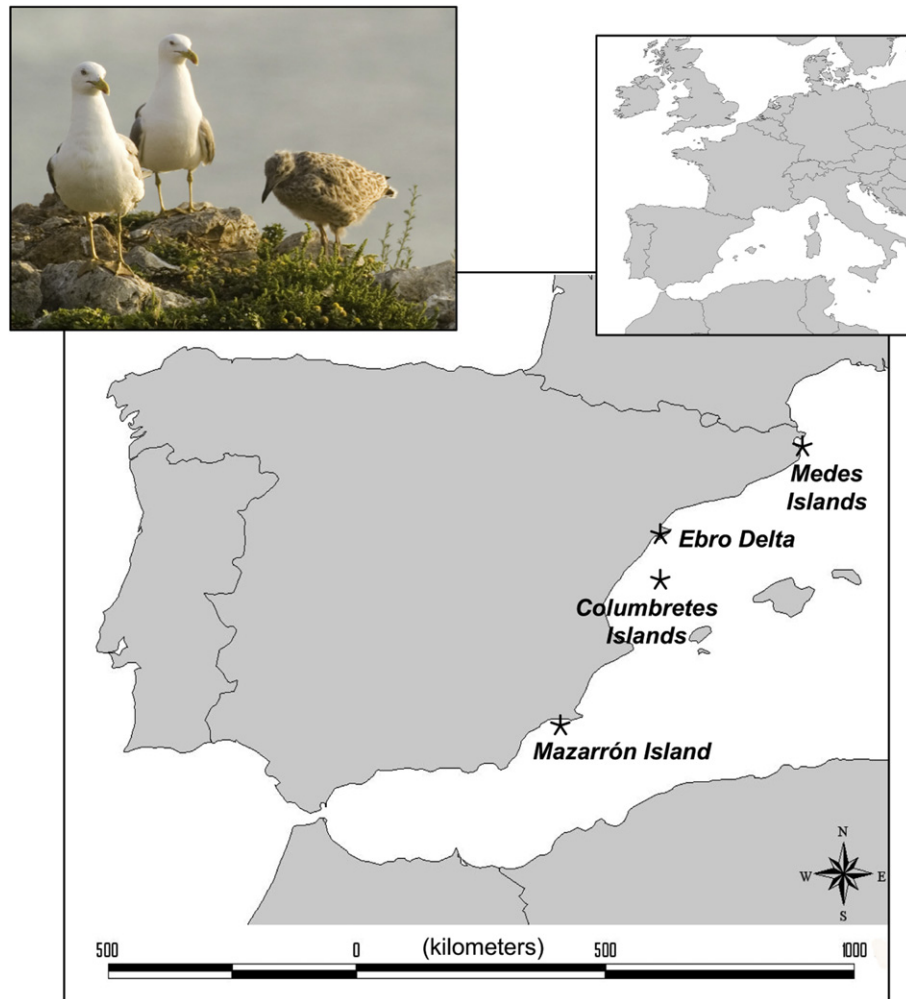 Medes
Islands
Ebro Delta
Columbretes
Islands
Mazarrón Island
N
W E
S
500 0 (kilometers) 500 1000